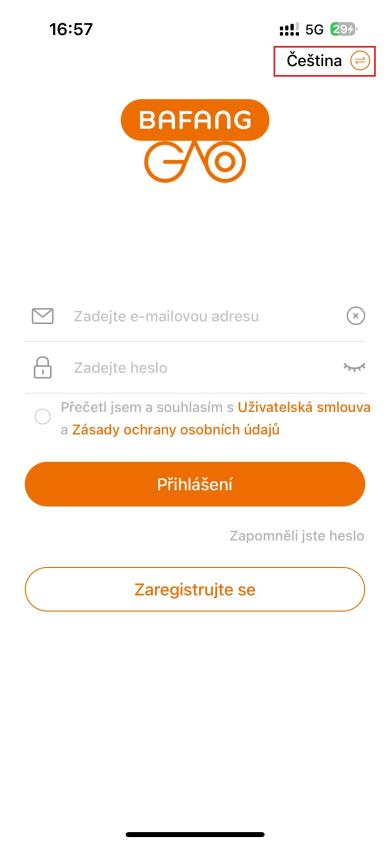 16:57
5G 29
Čeština
BAFANG
GO
Zadejte e-mailovou adresu
Zadejte heslo
Přečetl jsem a souhlasím s Uživatelská smlouva
a Zásady ochrany osobních údajů
Přihlášení
Zapomněli jste heslo
Zaregistrujte se